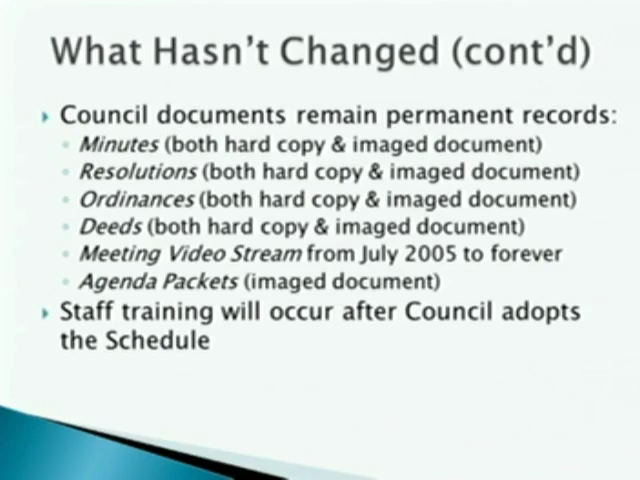 What Hasn't Changed (cont'd)
Council documents remain permanent records:
Minutes (both hard copy & imaged document)
Resolutions (both hard copy & imaged document)
Ordinances (both hard copy & imaged document)
Deeds (both hard copy & imaged document)
Meeting Video Stream from July 2005 to forever
Agenda Packets (imaged document)
Staff training will occur after Council adopts
the Schedule